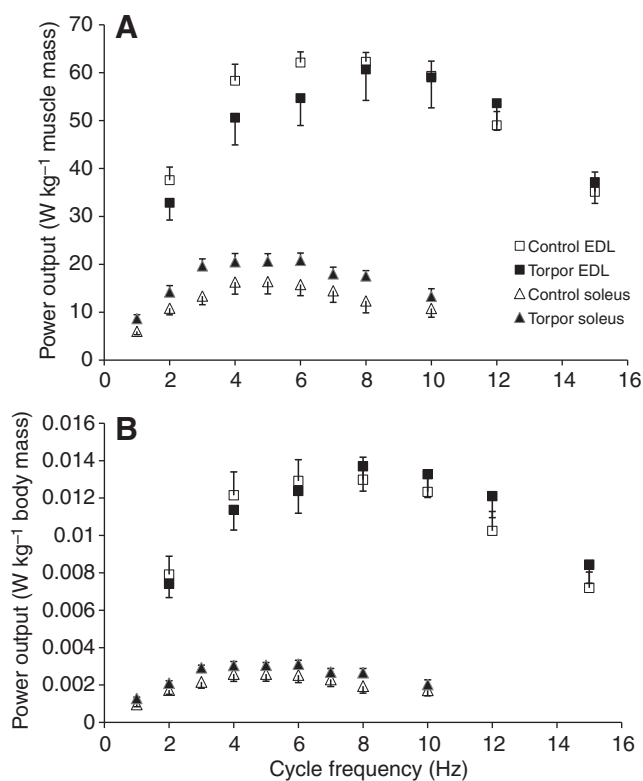 A
70
60
50
40
30
20
10
0
Power output (W kg–1 muscle mass)
Control EDL
Torpor EDL
Control soleus
Torpor soleus
0 2 4 6 8 10 12 14 16
B
0.016
0.014
0.012
0.01
0.008
0.006
0.004
0.002
0
Power output (W kg–1 body mass)
0 2 4 6 8 10 12 14 16
Cycle frequency (Hz)